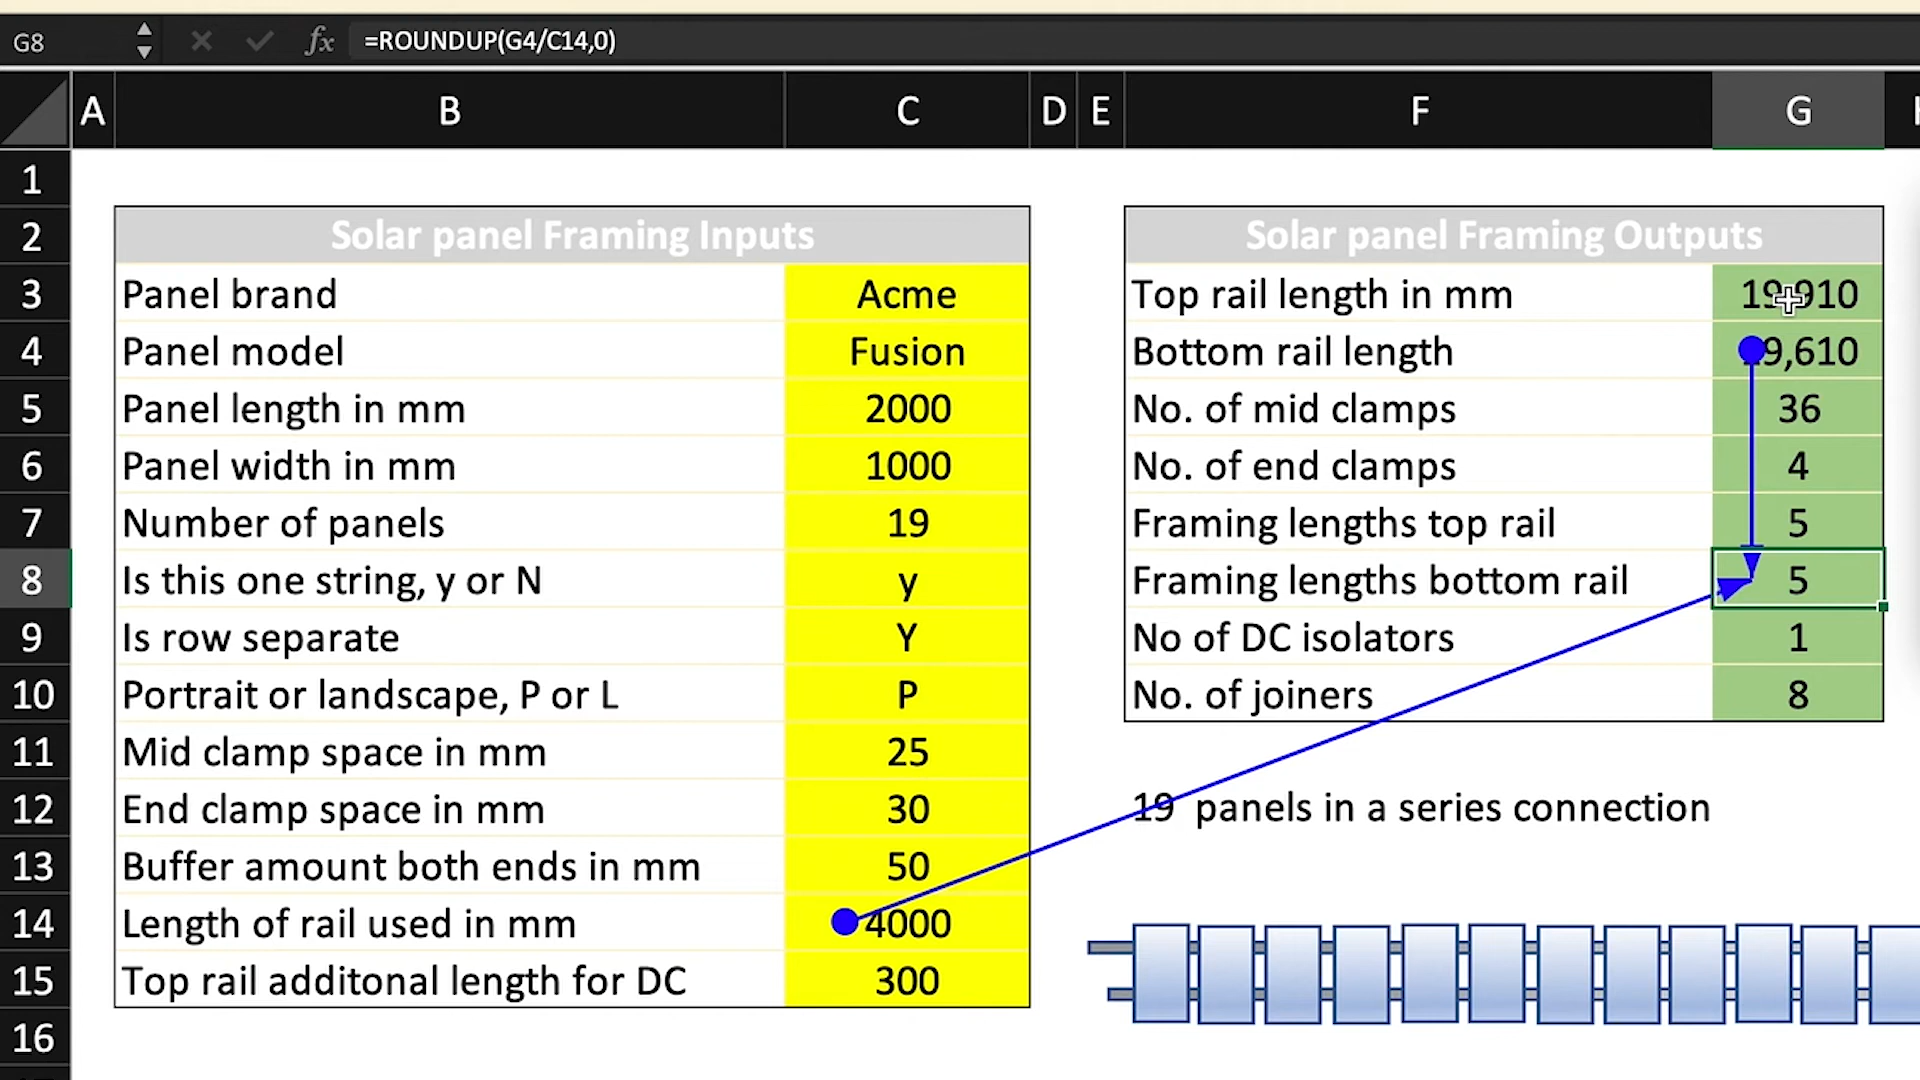 G8 fx =ROUNDUP(G4/C14,0)
A B C D E F G
1
2 Solar panel Framing Inputs Solar panel Framing Outputs
3 Panel brand Acme Top rail length in mm 19,910
4 Panel model Fusion Bottom rail length 19,610
5 Panel length in mm 2000 No. of mid clamps 36
6 Panel width in mm 1000 No. of end clamps 4
7 Number of panels 19 Framing lengths top rail 5
8 Is this one string, y or N y Framing lengths bottom rail 5
9 Is row separate Y No of DC isolators 1
10 Portrait or landscape, P or L P No. of joiners 8
11 Mid clamp space in mm 25
12 End clamp space in mm 30 19 panels in a series connection
13 Buffer amount both ends in mm 50
14 Length of rail used in mm 4000
15 Top rail additonal length for DC 300
16